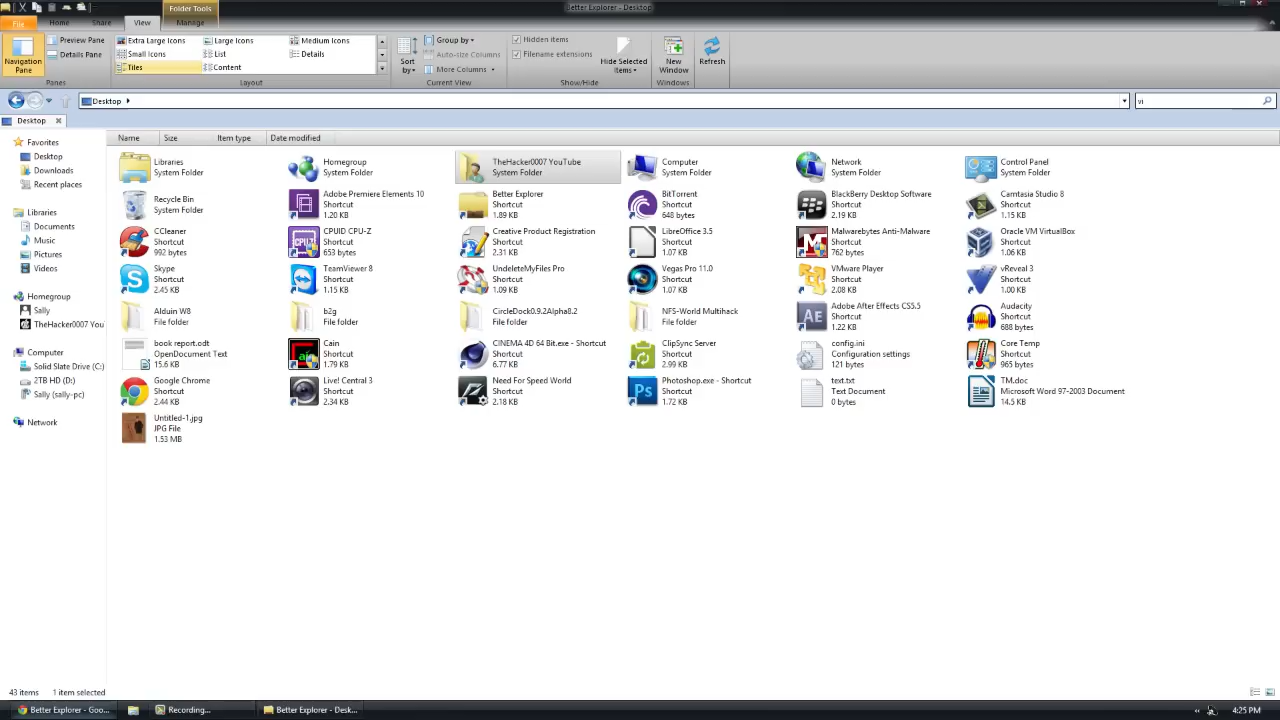 Better Explorer - Desktop
Folder Tools
File Home Share View Manage
Navigation Pane
Preview Pane
Details Pane
Panes
Extra Large Icons Large Icons Medium Icons
Small Icons List Details
Tiles Content
Layout
Sort by
Group by
Auto-size Columns
More Columns
Current View
Hidden items
Filename extensions
Hide Selected Items
Show/Hide
New Window
Windows
Refresh
Desktop
vi
Desktop
Name Size Item type Date modified
Favorites
Desktop
Downloads
Recent places
Libraries
Documents
Music
Pictures
Videos
Homegroup
Sally
TheHacker0007 You
Computer
Solid Slate Drive (C:)
2TB HD (D:)
Sally (sally-pc)
Network
Libraries
System Folder
Homegroup
System Folder
TheHacker0007 YouTube
System Folder
Computer
System Folder
Network
System Folder
Control Panel
System Folder
Recycle Bin
System Folder
Adobe Premiere Elements 10
Shortcut
1.20 KB
Better Explorer
Shortcut
1.89 KB
BitTorrent
Shortcut
648 bytes
BlackBerry Desktop Software
Shortcut
2.19 KB
Camtasia Studio 8
Shortcut
1.15 KB
CCleaner
Shortcut
992 bytes
CPUID CPU-Z
Shortcut
653 bytes
Creative Product Registration
Shortcut
2.31 KB
LibreOffice 3.5
Shortcut
1.07 KB
Malwarebytes Anti-Malware
Shortcut
762 bytes
Oracle VM VirtualBox
Shortcut
1.06 KB
Skype
Shortcut
2.45 KB
TeamViewer 8
Shortcut
1.15 KB
UndeleteMyFiles Pro
Shortcut
1.09 KB
Vegas Pro 11.0
Shortcut
1.07 KB
VMware Player
Shortcut
2.08 KB
vReveal 3
Shortcut
1.00 KB
Alduin W8
File folder
b2g
File folder
CircleDock0.9.2Alpha8.2
File folder
NFS-World Multihack
File folder
Adobe After Effects CS5.5
Shortcut
1.22 KB
Audacity
Shortcut
688 bytes
book report.odt
OpenDocument Text
15.6 KB
Cain
Shortcut
1.79 KB
CINEMA 4D 64 Bit.exe - Shortcut
Shortcut
6.77 KB
ClipSync Server
Shortcut
2.99 KB
config.ini
Configuration settings
121 bytes
Core Temp
Shortcut
965 bytes
Google Chrome
Shortcut
2.44 KB
Live! Central 3
Shortcut
2.34 KB
Need For Speed World
Shortcut
2.18 KB
Photoshop.exe - Shortcut
Shortcut
1.72 KB
text.txt
Text Document
0 bytes
TM.doc
Microsoft Word 97-2003 Document
14.5 KB
Untitled-1.jpg
JPG File
1.53 MB
43 items 1 item selected
Better Explorer - Goo... Recording... Better Explorer - Desk... 4:25 PM